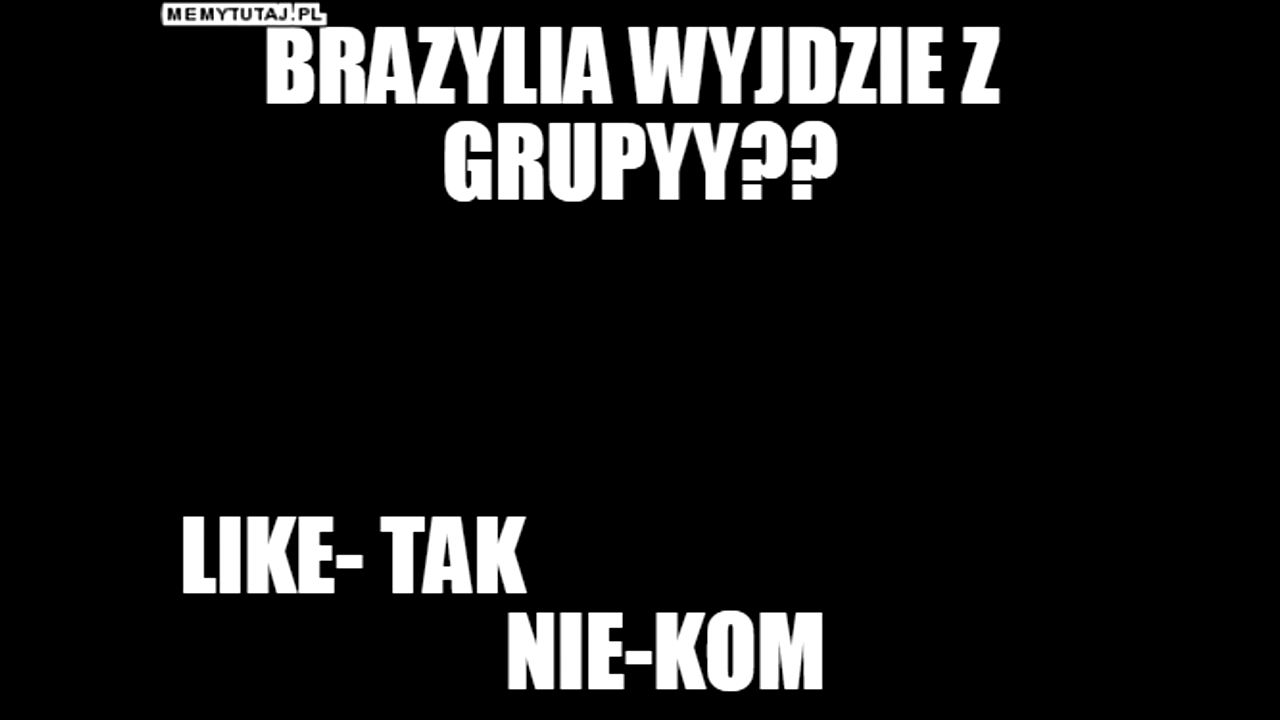 MEMYTUTAJ.PL
BRAZYLIA WYJDZIE Z
GRUPYY??
LIKE- TAK
NIE-KOM